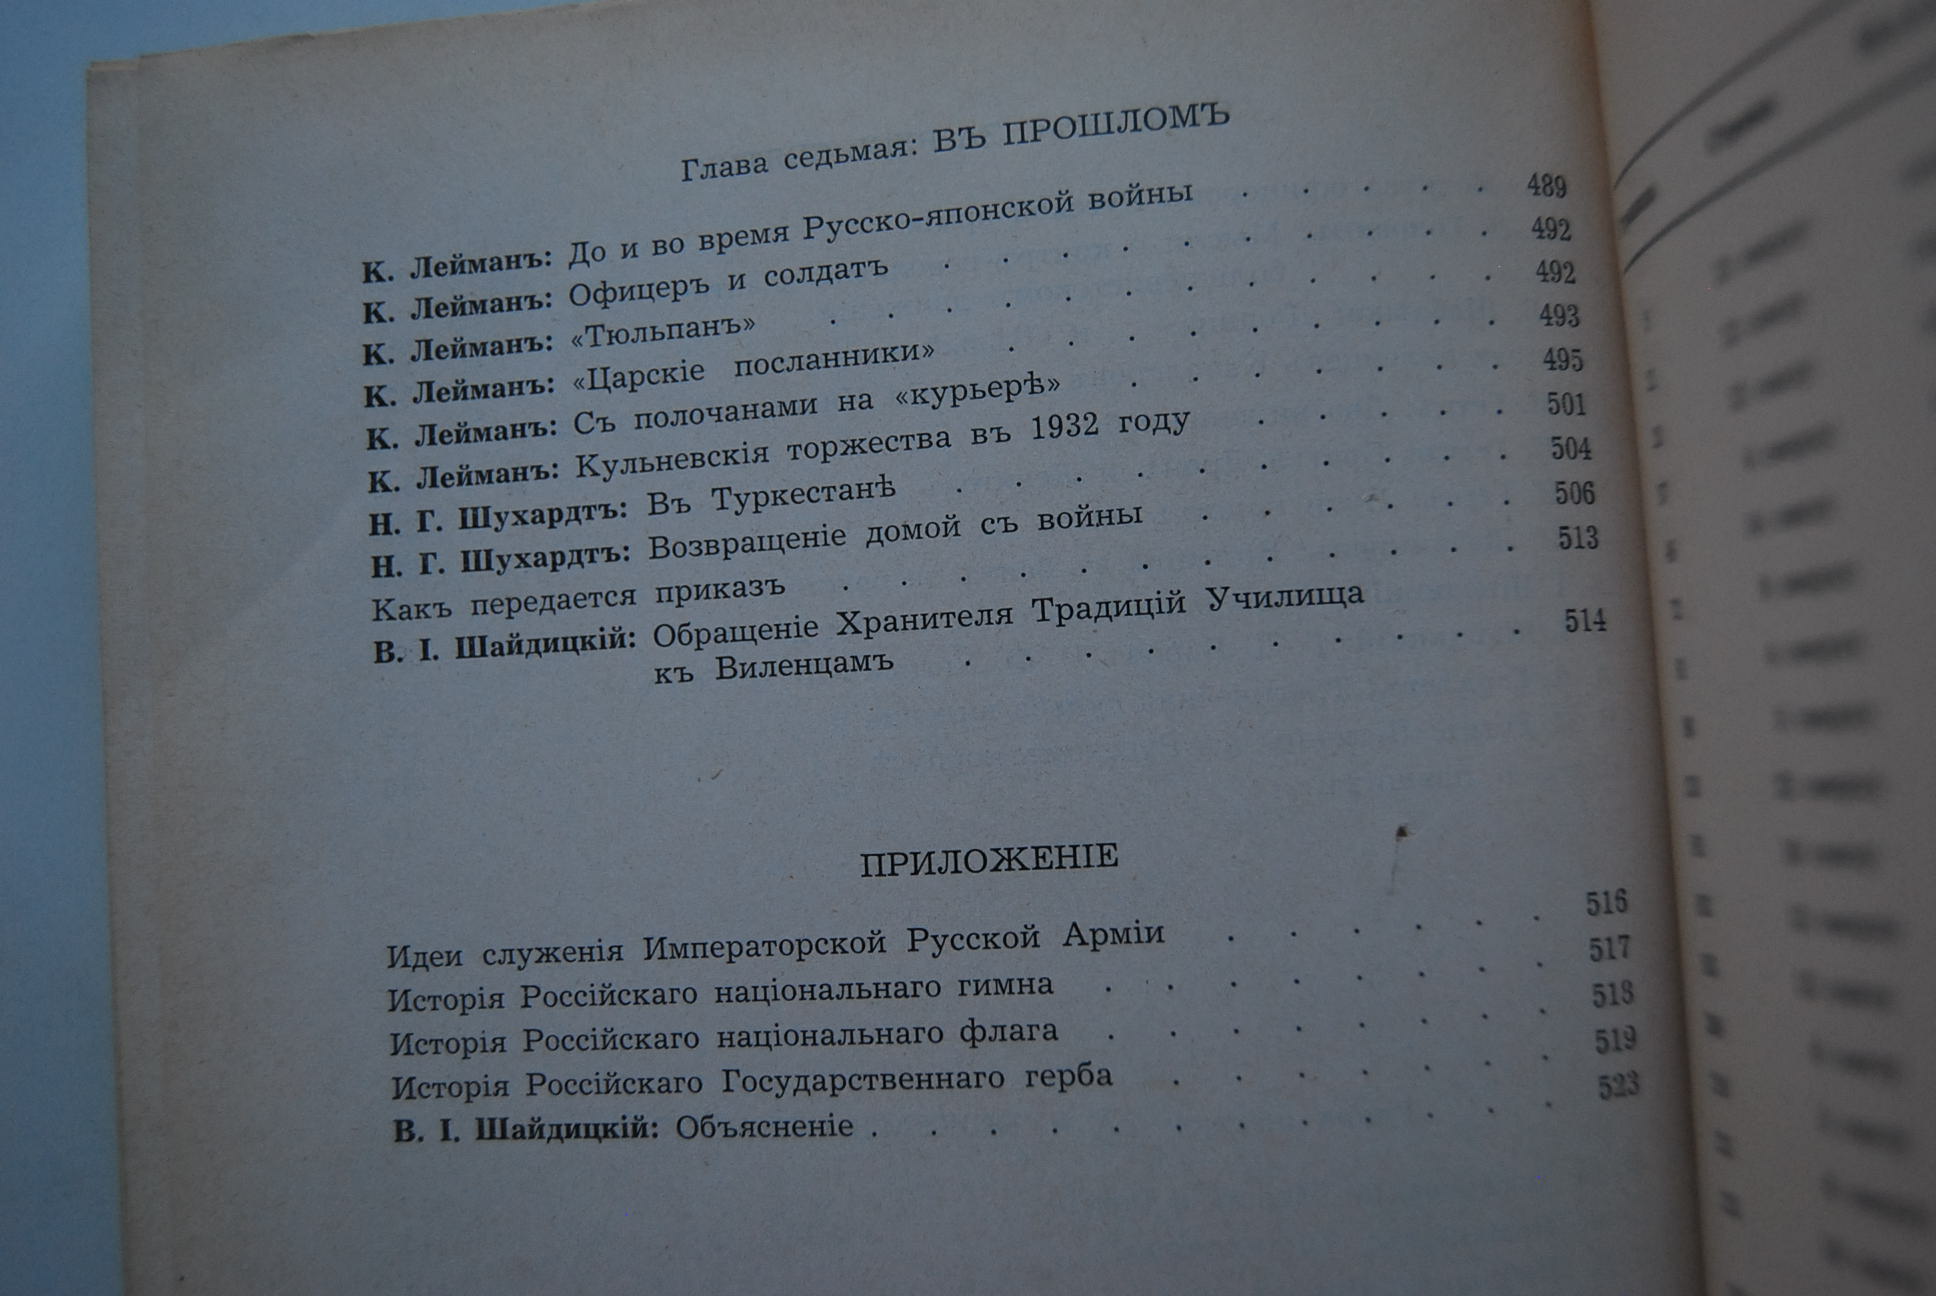 Глава седьмая: ВЪ ПРОШЛОМЪ
К. Лейманъ: До и во время Русско-японской войны . . . . . 489
К. Лейманъ: Офицеръ и солдатъ . . . . . . . . . . 492
К. Лейманъ: «Тюльпанъ» . . . . . . . . . . . . 492
К. Лейманъ: «Царскіе посланники» . . . . . . . . . 493
К. Лейманъ: Съ полочанами на «курьерѣ» . . . . . . . 495
К. Лейманъ: Кульневскія торжества въ 1932 году . . . . . 501
Н. Г. Шухардтъ: Въ Туркестанѣ . . . . . . . . . . 504
Н. Г. Шухардтъ: Возвращеніе домой съ войны . . . . . . 506
Какъ передается приказъ . . . . . . . . . . . . 513
В. І. Шайдицкій: Обращеніе Хранителя Традицій Училища
къ Виленцамъ . . . . . . . . . . 514
ПРИЛОЖЕНІЕ
Идеи служенія Императорской Русской Арміи . . . . . . 516
Исторія Россійскаго національнаго гимна . . . . . . . . 517
Исторія Россійскаго національнаго флага . . . . . . . . 518
Исторія Россійскаго Государственнаго герба . . . . . . . 519
В. І. Шайдицкій: Объясненіе . . . . . . . . . . . . 523